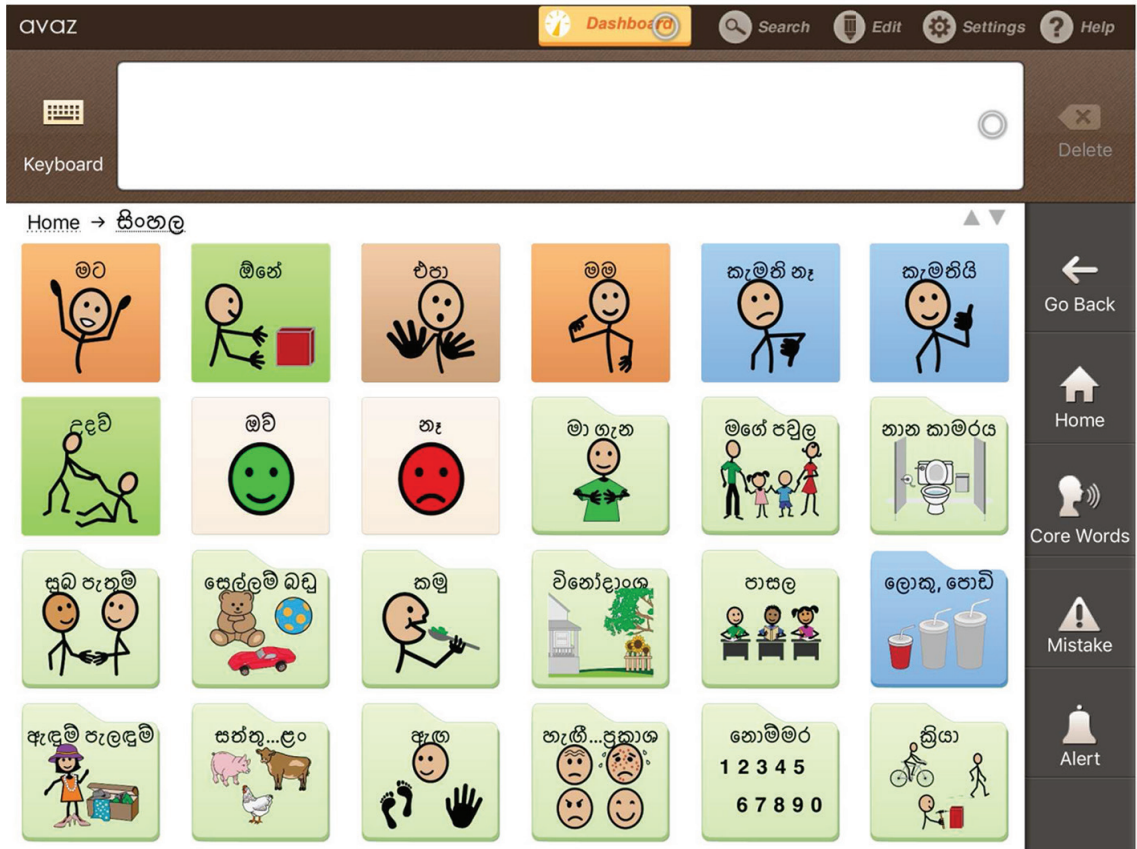 avaz
Dashboard
Search
Edit
Settings
? Help
Keyboard
Delete
Home → සිංහල
මට
ඕනේ
එපා
මම
කැමති නෑ
කැමතියි
Go Back
උදව්
ඔව්
නෑ
මා ගැන
මගේ පවුල
නාන කාමරය
Home
Core Words
සුබ පැතුම්
සෙල්ලම් බඩු
කමු
විනෝදාංශ
පාසල
ලොකු, පොඩි
Mistake
ඇඳුම් පැලඳුම්
සත්තු...ළං
ඇඟ
හැඟී...ප්‍රකාශ
නොම්මර
1 2 3 4 5
6 7 8 9 0
ක්‍රියා
Alert